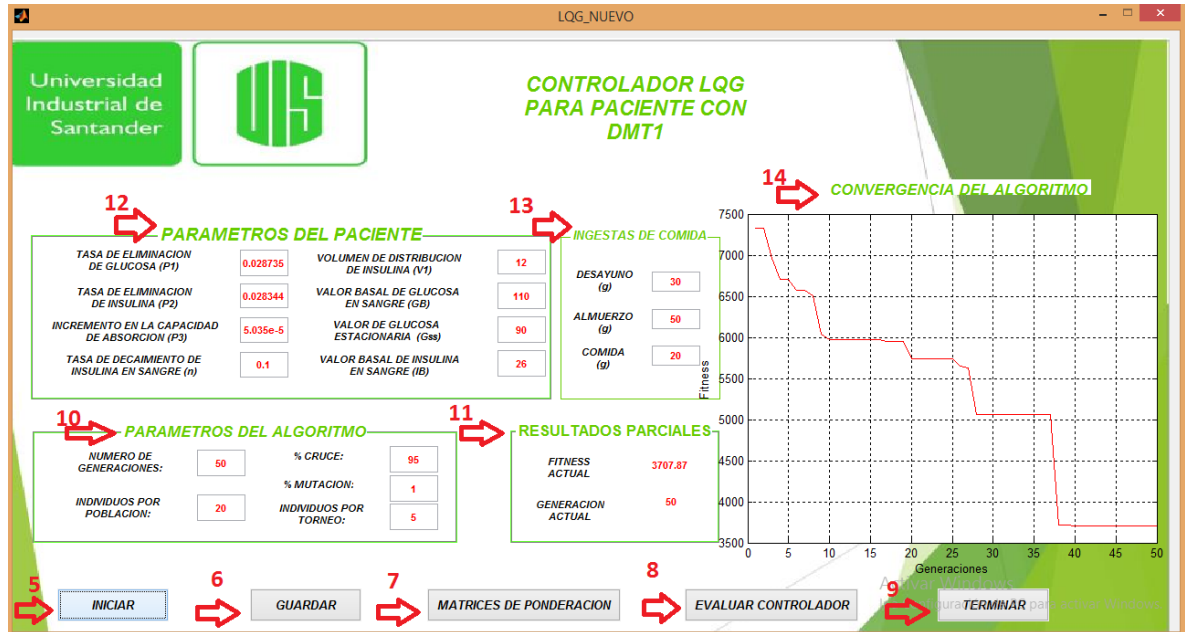 LQG_NUEVO
Universidad
Industrial de
Santander
UIS
CONTROLADOR LQG
PARA PACIENTE CON
DMT1
12
PARAMETROS DEL PACIENTE
TASA DE ELIMINACION
DE GLUCOSA (P1)
0.028735
VOLUMEN DE DISTRIBUCION
DE INSULINA (V1)
12
TASA DE ELIMINACION
DE INSULINA (P2)
0.028344
VALOR BASAL DE GLUCOSA
EN SANGRE (GB)
110
INCREMENTO EN LA CAPACIDAD
DE ABSORCION (P3)
5.035e-5
VALOR DE GLUCOSA
ESTACIONARIA (Gss)
90
TASA DE DECAIMIENTO DE
INSULINA EN SANGRE (n)
0.1
VALOR BASAL DE INSULINA
EN SANGRE (IB)
26
13
INGESTAS DE COMIDA
DESAYUNO
(g)
30
ALMUERZO
(g)
50
COMIDA
(g)
20
14
CONVERGENCIA DEL ALGORITMO
7500
7000
6500
6000
5500
5000
4500
4000
3500
Fitness
0 5 10 15 20 25 30 35 40 45 50
Generaciones
10
PARAMETROS DEL ALGORITMO
NUMERO DE
GENERACIONES:
50
% CRUCE:
95
% MUTACION:
1
INDIVIDUOS POR
POBLACION:
20
INDIVIDUOS POR
TORNEO:
5
11
RESULTADOS PARCIALES
FITNESS
ACTUAL
3707.87
GENERACION
ACTUAL
50
5
INICIAR
6
GUARDAR
7
MATRICES DE PONDERACION
8
EVALUAR CONTROLADOR
9
TERMINAR
Activar Windows